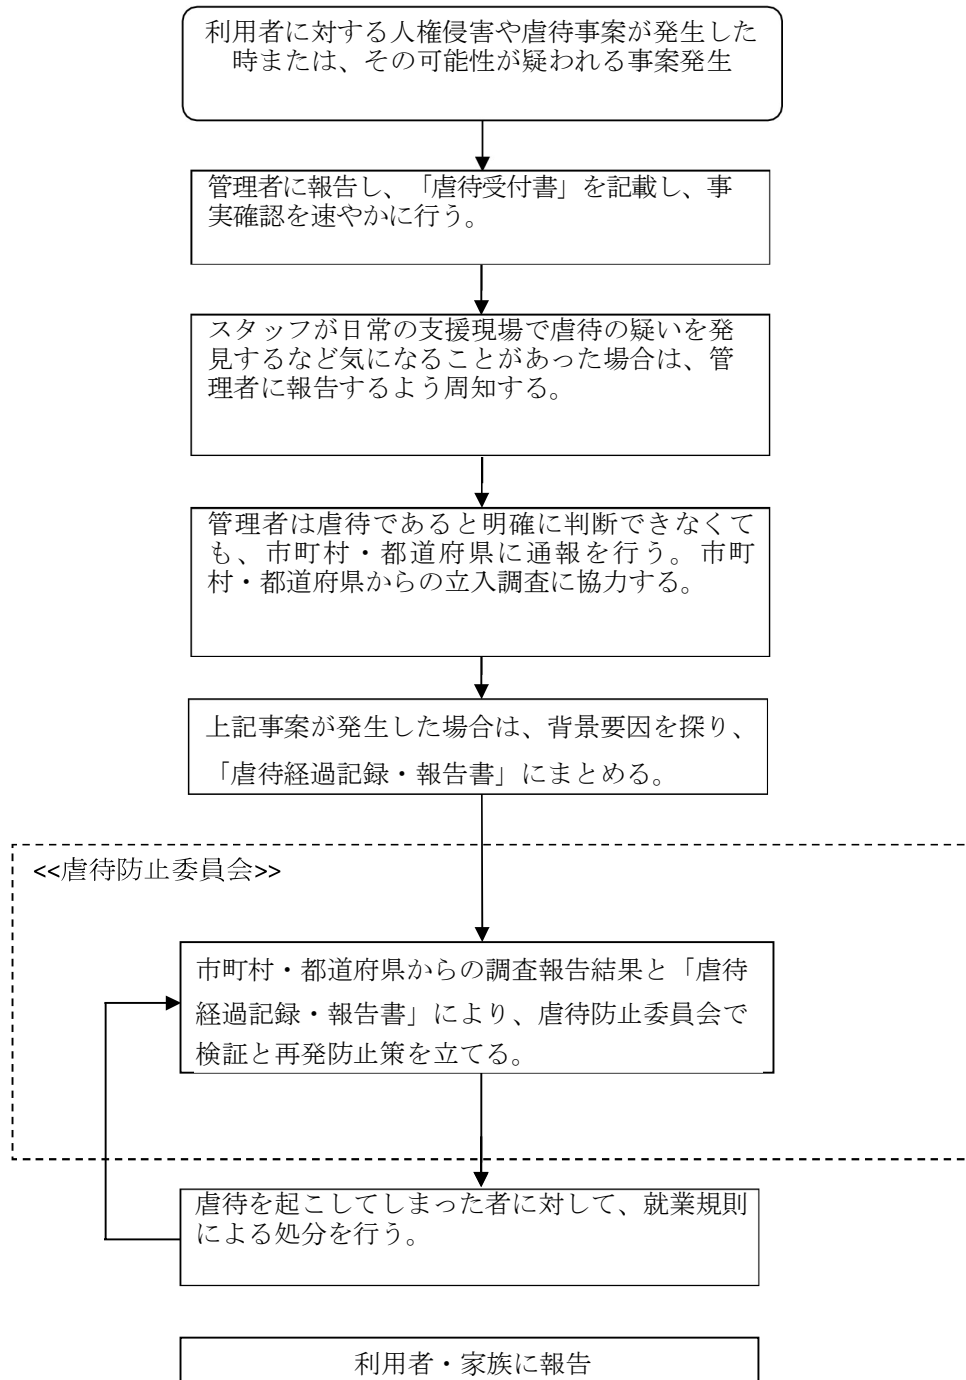 利用者に対する人権侵害や虐待事案が発生した
時または、その可能性が疑われる事案発生
管理者に報告し、「虐待受付書」を記載し、事
実確認を速やかに行う。
スタッフが日常の支援現場で虐待の疑いを発
見するなど気になることがあった場合は、管
理者に報告するよう周知する。
管理者は虐待であると明確に判断できなくて
も、市町村・都道府県に通報を行う。市町
村・都道府県からの立入調査に協力する。
上記事案が発生した場合は、背景要因を探り、
「虐待経過記録・報告書」にまとめる。
<<虐待防止委員会>>
市町村・都道府県からの調査報告結果と「虐待
経過記録・報告書」により、虐待防止委員会で
検証と再発防止策を立てる。
虐待を起こしてしまった者に対して、就業規則
による処分を行う。
利用者・家族に報告